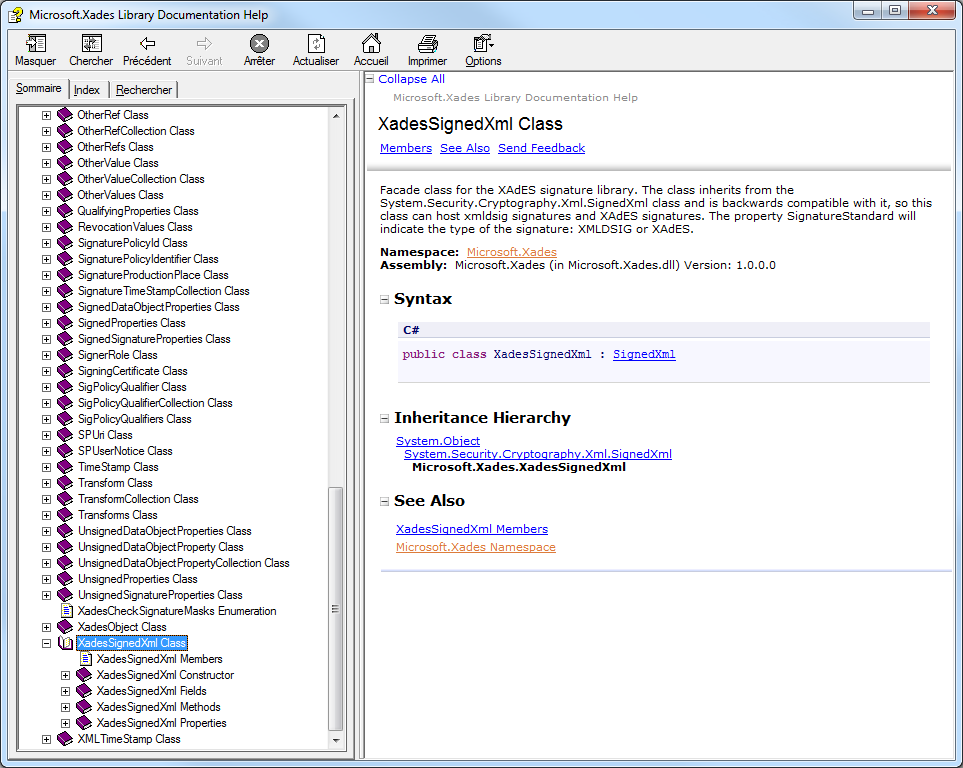 Microsoft.Xades Library Documentation Help
Masquer Chercher Précédent Suivant Arrêter Actualiser Accueil Imprimer Options
Sommaire Index Rechercher
OtherRef Class
OtherRefCollection Class
OtherRefs Class
OtherValue Class
OtherValueCollection Class
OtherValues Class
QualifyingProperties Class
RevocationValues Class
SignaturePolicyId Class
SignaturePolicyIdentifier Class
SignatureProductionPlace Class
SignatureTimeStampCollection Class
SignedDataObjectProperties Class
SignedProperties Class
SignedSignatureProperties Class
SignerRole Class
SigningCertificate Class
SigPolicyQualifier Class
SigPolicyQualifierCollection Class
SigPolicyQualifiers Class
SPUri Class
SPUserNotice Class
TimeStamp Class
Transform Class
TransformCollection Class
Transforms Class
UnsignedDataObjectProperties Class
UnsignedDataObjectProperty Class
UnsignedDataObjectPropertyCollection Class
UnsignedProperties Class
UnsignedSignatureProperties Class
XadesCheckSignatureMasks Enumeration
XadesObject Class
XadesSignedXml Class
XadesSignedXml Members
XadesSignedXml Constructor
XadesSignedXml Fields
XadesSignedXml Methods
XadesSignedXml Properties
XMLTimeStamp Class
Collapse All
Microsoft.Xades Library Documentation Help
XadesSignedXml Class
Members See Also Send Feedback
Facade class for the XAdES signature library. The class inherits from the
System.Security.Cryptography.Xml.SignedXml class and is backwards compatible with it, so this
class can host xmldsig signatures and XAdES signatures. The property SignatureStandard will
indicate the type of the signature: XMLDSIG or XAdES.
Namespace: Microsoft.Xades
Assembly: Microsoft.Xades (in Microsoft.Xades.dll) Version: 1.0.0.0
Syntax
C#
public class XadesSignedXml : SignedXml
Inheritance Hierarchy
System.Object
System.Security.Cryptography.Xml.SignedXml
Microsoft.Xades.XadesSignedXml
See Also
XadesSignedXml Members
Microsoft.Xades Namespace